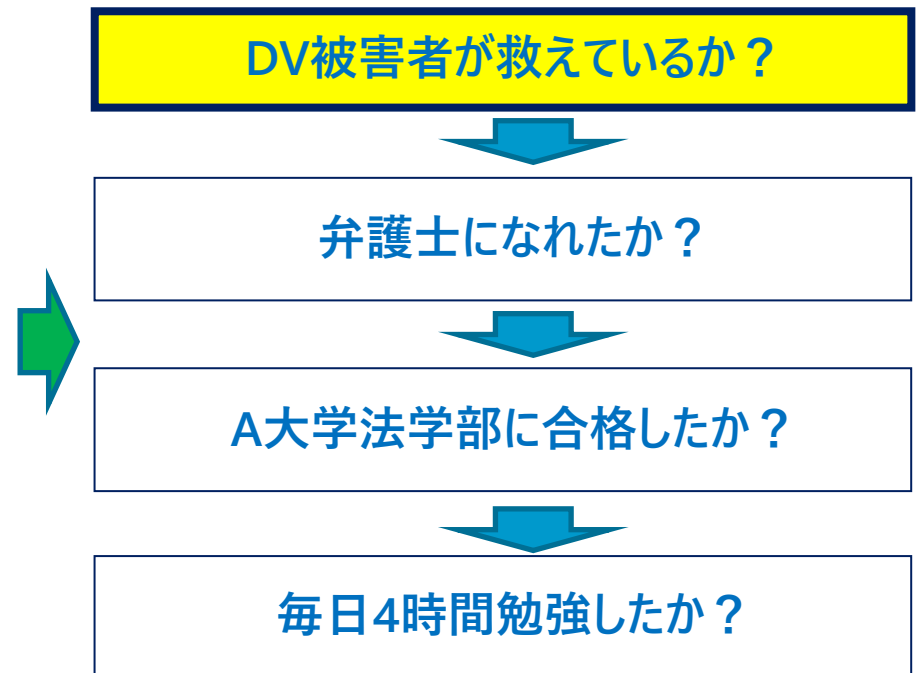 DV被害者が救えているか？
弁護士になれたか？
A大学法学部に合格したか？
毎日4時間勉強したか？